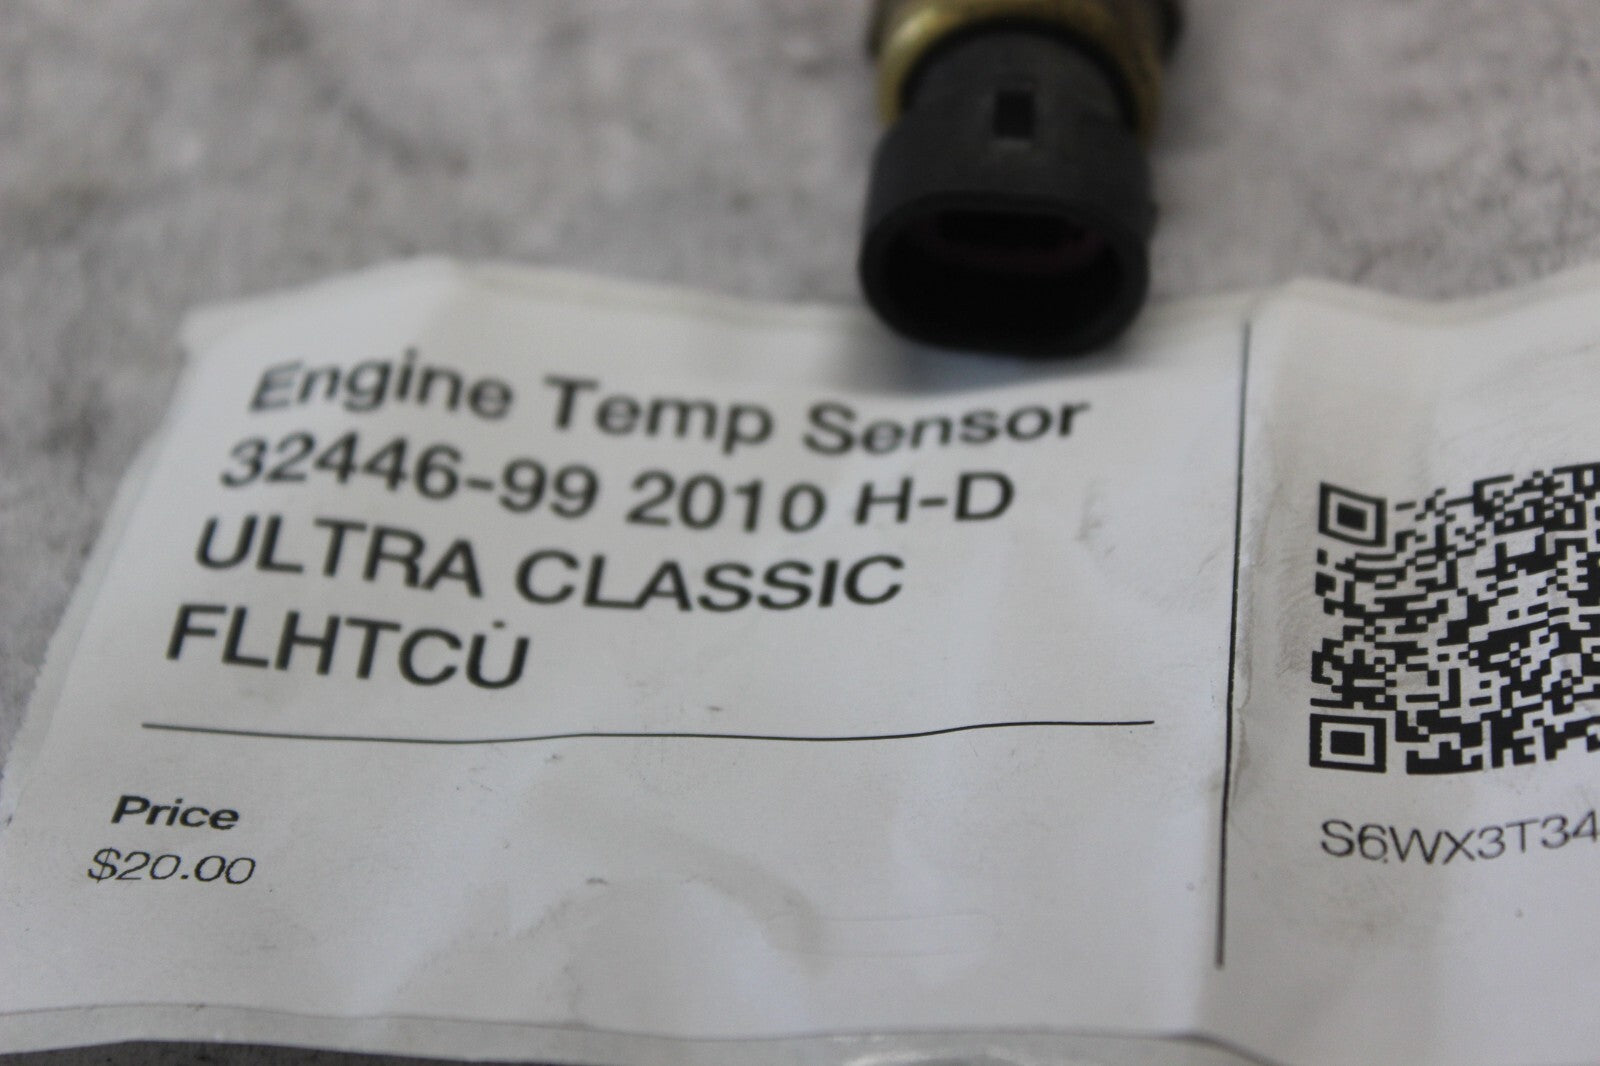 Engine Temp Sensor
32446-99 2010 H-D
ULTRA CLASSIC
FLHTCU
Price
$20.00
S6WX3T34